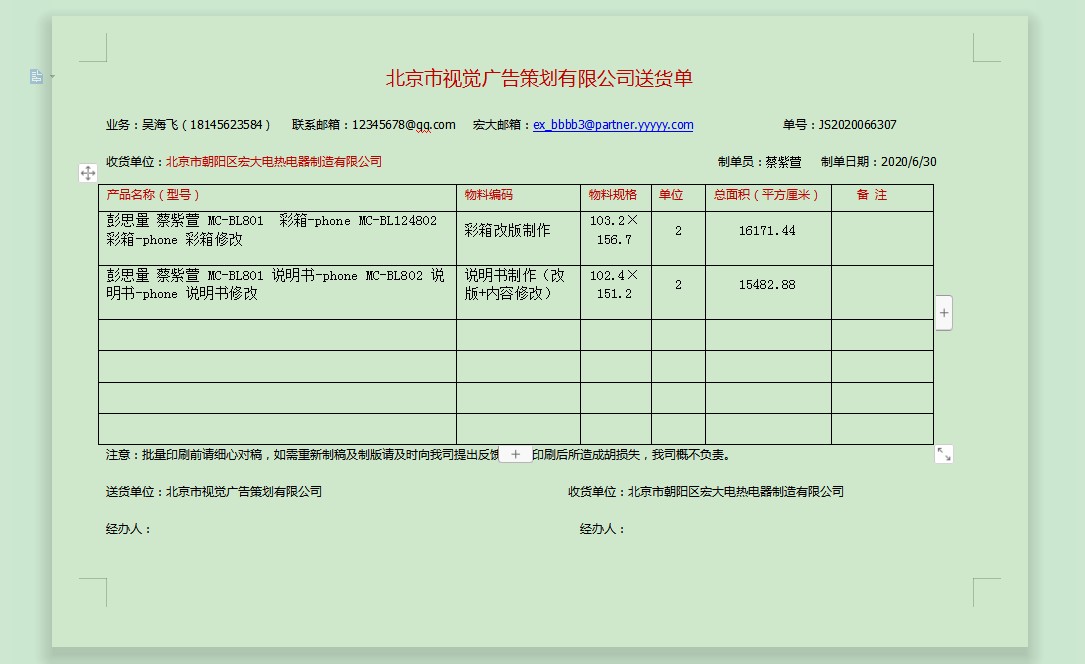 北京市视觉广告策划有限公司送货单
业务：吴海飞（18145623584） 联系邮箱：12345678@qq.com 宏大邮箱：ex_bbbb3@partner.yyyyy.com 单号：JS2020066307
收货单位：北京市朝阳区宏大电热电器制造有限公司 制单员：蔡紫萱 制单日期：2020/6/30
产品名称（型号） 物料编码 物料规格 单位 总面积（平方厘米） 备 注
彭思量 蔡紫萱 MC-BL801 彩箱-phone MC-BL124802
彩箱-phone 彩箱修改
彩箱改版制作
103.2×
156.7
2
16171.44
彭思量 蔡紫萱 MC-BL801 说明书-phone MC-BL802 说
明书-phone 说明书修改
说明书制作（改
版+内容修改）
102.4×
151.2
2
15482.88
注意：批量印刷前请细心对稿，如需重新制稿及制版请及时向我司提出反馈 印刷后所造成胡损失，我司概不负责。
送货单位：北京市视觉广告策划有限公司 收货单位：北京市朝阳区宏大电热电器制造有限公司
经办人： 经办人：